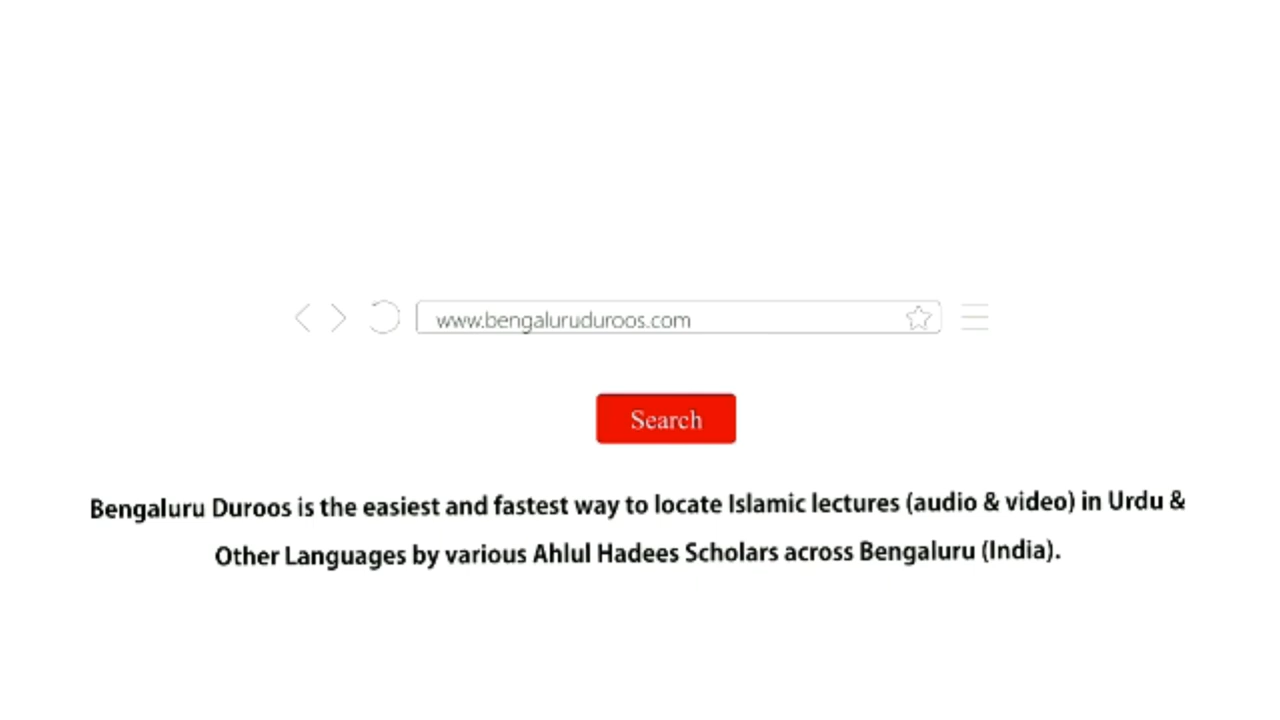 www.bengaluruduroos.com
Search
Bengaluru Duroos is the easiest and fastest way to locate Islamic lectures (audio & video) in Urdu &
Other Languages by various Ahlul Hadees Scholars across Bengaluru (India).